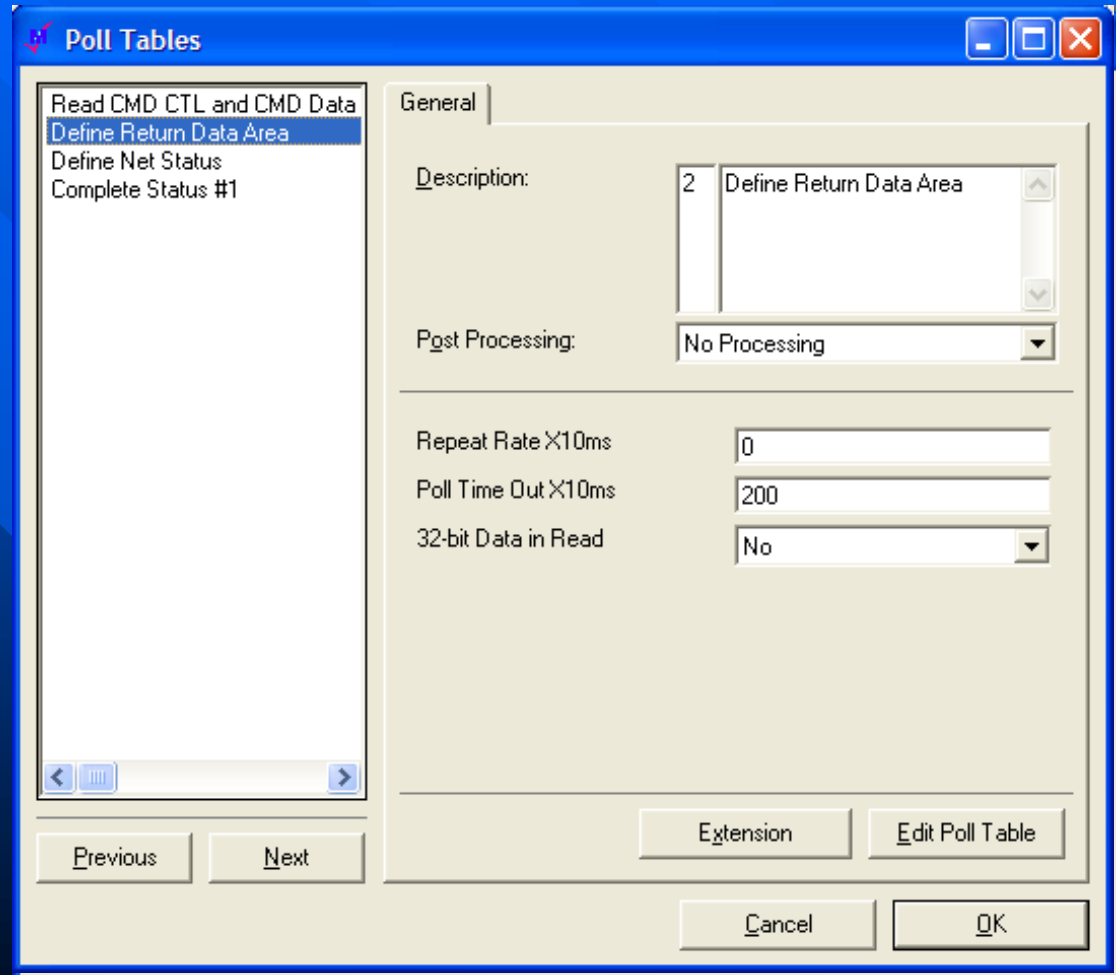 Poll Tables
Read CMD CTL and CMD Data
Define Return Data Area
Define Net Status
Complete Status #1
Previous
Next
General
Description:
2
Define Return Data Area
Post Processing:
No Processing
Repeat Rate X10ms
0
Poll Time Out X10ms
200
32-bit Data in Read
No
Extension
Edit Poll Table
Cancel
OK